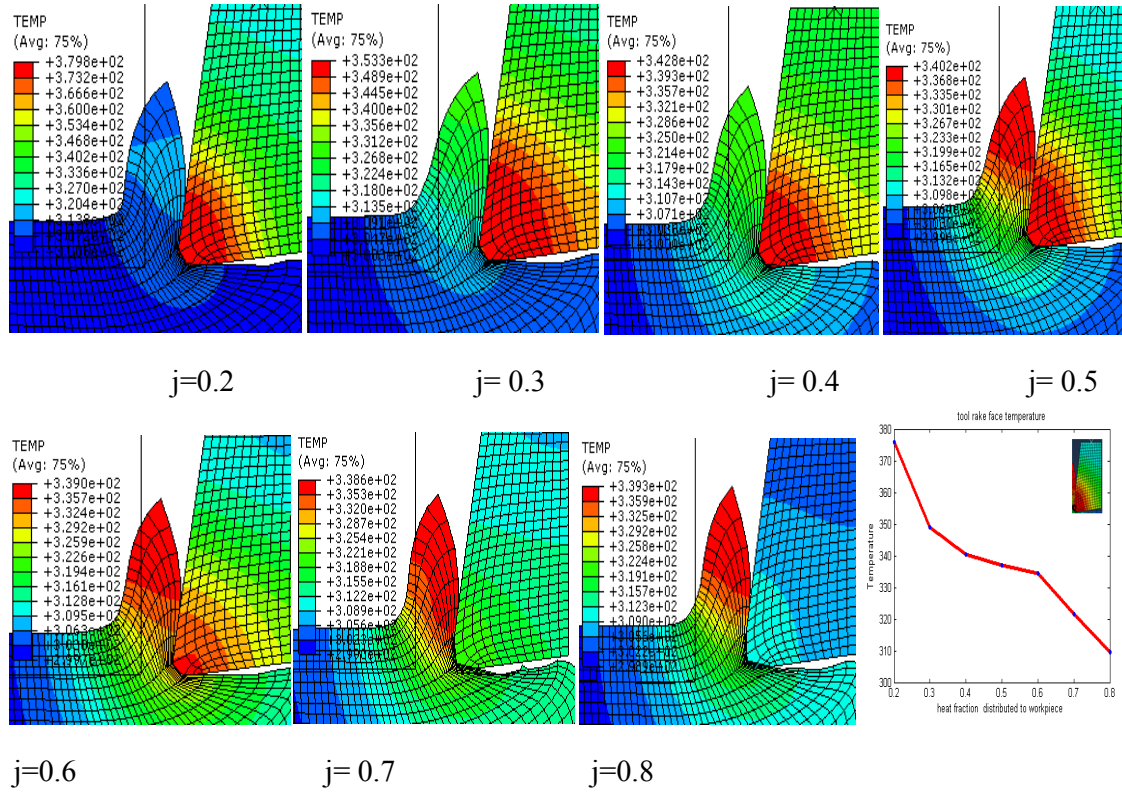 TEMP
(Avg: 75%)
+3.798e+02
+3.732e+02
+3.666e+02
+3.600e+02
+3.534e+02
+3.468e+02
+3.402e+02
+3.336e+02
+3.270e+02
+3.204e+02
TEMP
(Avg: 75%)
+3.533e+02
+3.489e+02
+3.445e+02
+3.400e+02
+3.356e+02
+3.312e+02
+3.268e+02
+3.224e+02
+3.180e+02
+3.135e+02
TEMP
(Avg: 75%)
+3.428e+02
+3.393e+02
+3.357e+02
+3.321e+02
+3.286e+02
+3.250e+02
+3.214e+02
+3.179e+02
+3.143e+02
+3.107e+02
+3.071e+02
TEMP
(Avg: 75%)
+3.402e+02
+3.368e+02
+3.335e+02
+3.301e+02
+3.267e+02
+3.233e+02
+3.199e+02
+3.165e+02
+3.132e+02
+3.098e+02
j=0.2
j= 0.3
j= 0.4
j= 0.5
TEMP
(Avg: 75%)
+3.390e+02
+3.357e+02
+3.324e+02
+3.292e+02
+3.259e+02
+3.226e+02
+3.194e+02
+3.161e+02
+3.128e+02
+3.095e+02
TEMP
(Avg: 75%)
+3.386e+02
+3.353e+02
+3.320e+02
+3.287e+02
+3.254e+02
+3.221e+02
+3.188e+02
+3.155e+02
+3.122e+02
+3.089e+02
+3.056e+02
TEMP
(Avg: 75%)
+3.393e+02
+3.359e+02
+3.325e+02
+3.292e+02
+3.258e+02
+3.224e+02
+3.191e+02
+3.157e+02
+3.123e+02
+3.090e+02
tool rake face temperature
380
370
360
350
340
330
320
310
300
Temperature
0.2 0.3 0.4 0.5 0.6 0.7 0.8
heat fraction distributed to workpiece
j=0.6
j= 0.7
j=0.8